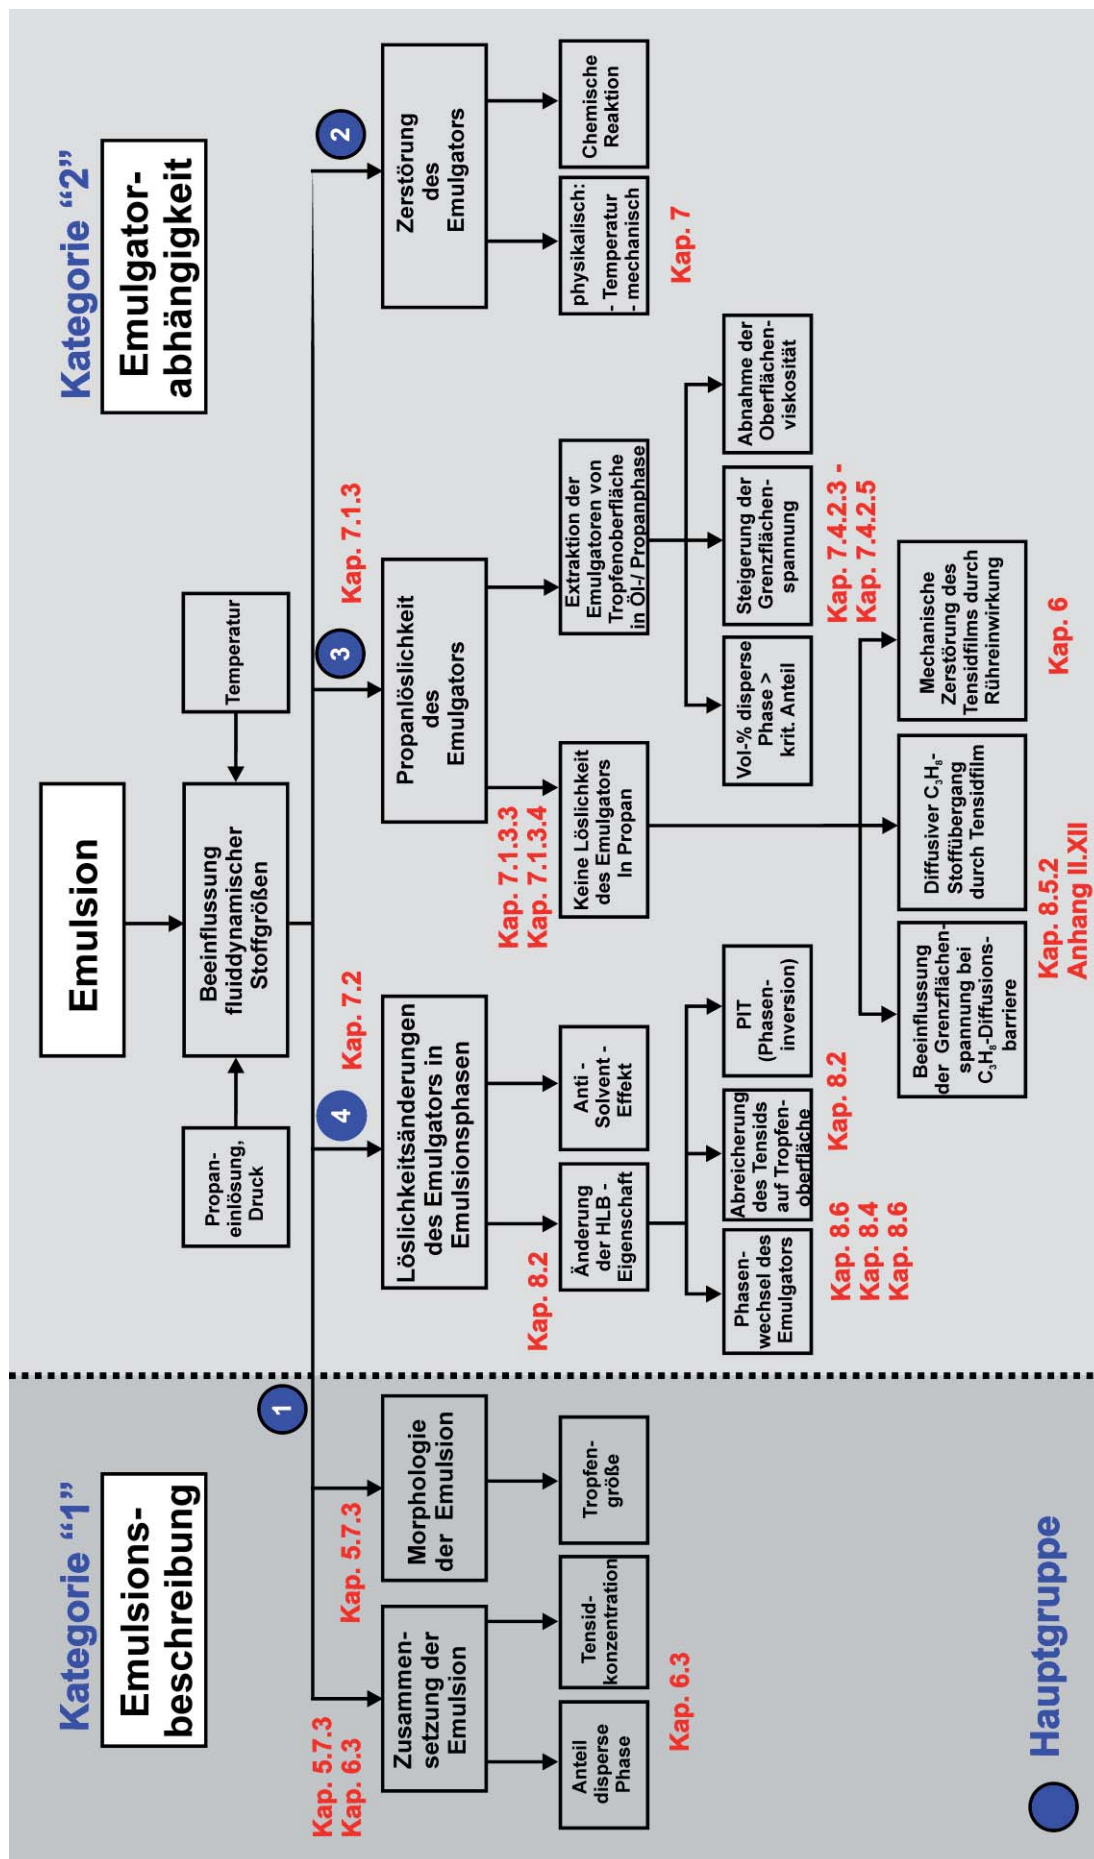 Kategorie “1”
Emulsions-
beschreibung
Emulsion
Kategorie “2”
Emulgator-
abhängigkeit
Propan-
einlösung,
Druck
Beeinflussung
fluiddynamischer
Stoffgrößen
Temperatur
1
4
3
2
Kap. 5.7.3
Kap. 6.3
Kap. 5.7.3
Kap. 7.2
Kap. 7.1.3
Zusammen-
setzung der
Emulsion
Morphologie
der Emulsion
Löslichkeitsänderungen
des Emulgators in
Emulsionsphasen
Propanlöslichkeit
des
Emulgators
Zerstörung
des
Emulgators
Kap. 8.2
Kap. 7.1.3.3
Kap. 7.1.3.4
Anteil
disperse
Phase
Tensid-
konzentration
Tropfen-
größe
Änderung
der HLB -
Eigenschaft
Anti -
Solvent -
Effekt
Keine Löslichkeit
des Emulgators
In Propan
Extraktion der
Emulgatoren von
Tropfenoberfläche
in Öl-/ Propanphase
physikalisch:
- Temperatur
- mechanisch
Chemische
Reaktion
Kap. 6.3
Kap. 7
Phasen-
wechsel des
Emulgators
Abreicherung
des Tensids
auf Tropfen-
oberfläche
PIT
(Phasen-
inversion)
Vol-% disperse
Phase >
krit. Anteil
Steigerung der
Grenzflächen-
spannung
Abnahme der
Oberflächen-
viskosität
Kap. 8.6
Kap. 8.4
Kap. 8.6
Kap. 8.2
Kap. 7.4.2.3 -
Kap. 7.4.2.5
Beeinflussung
der Grenzflächen-
spannung bei
C₃H₈-Diffusions-
barriere
Diffusiver C₃H₈-
Stoffübergang
durch Tensidfilm
Mechanische
Zerstörung des
Tensidfilms durch
Rühreinwirkung
Kap. 8.5.2
Anhang II.XII
Kap. 6
Hauptgruppe